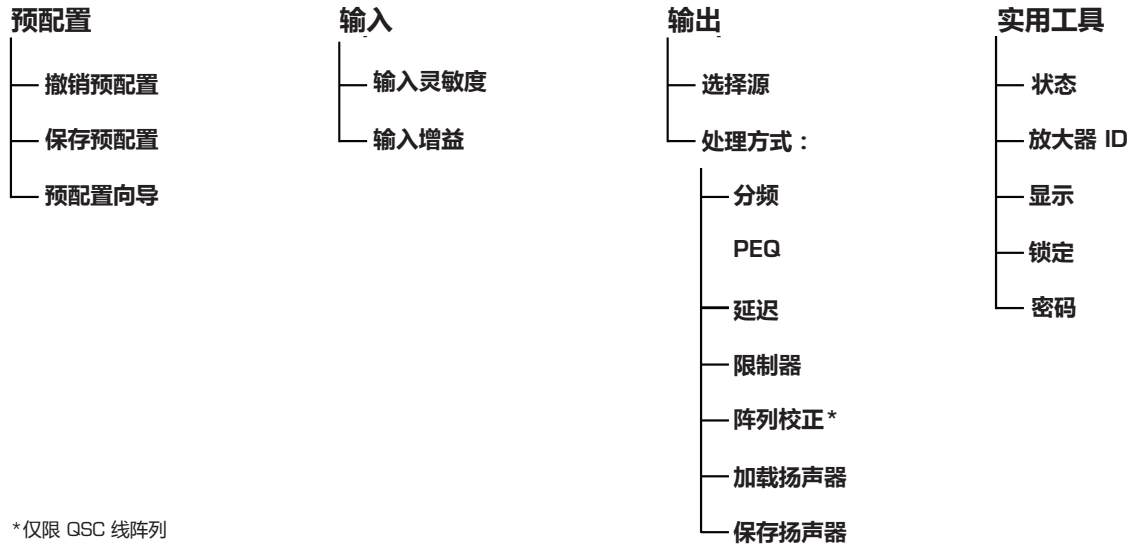 预配置
撤销预配置
保存预配置
预配置向导
输入
输入灵敏度
输入增益
输出
选择源
处理方式：
分频
PEQ
延迟
限制器
阵列校正*
加载扬声器
保存扬声器
实用工具
状态
放大器 ID
显示
锁定
密码
*仅限 QSC 线阵列